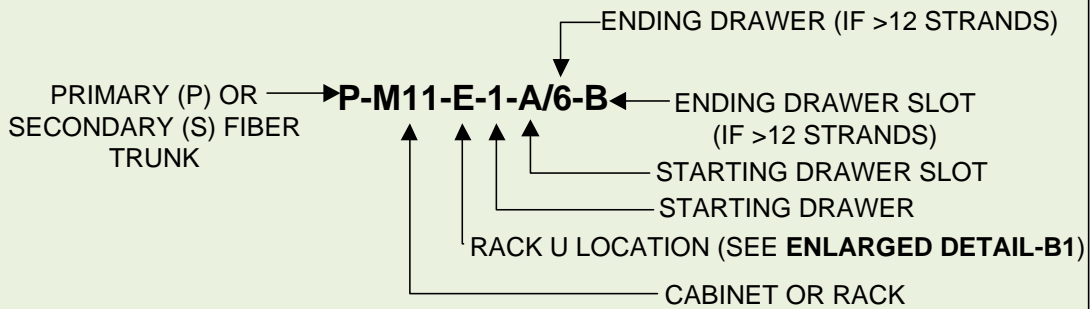 ENDING DRAWER (IF >12 STRANDS)
PRIMARY (P) OR
SECONDARY (S) FIBER
TRUNK
P-M11-E-1-A/6-B
ENDING DRAWER SLOT
(IF >12 STRANDS)
STARTING DRAWER SLOT
STARTING DRAWER
RACK U LOCATION (SEE ENLARGED DETAIL-B1)
CABINET OR RACK